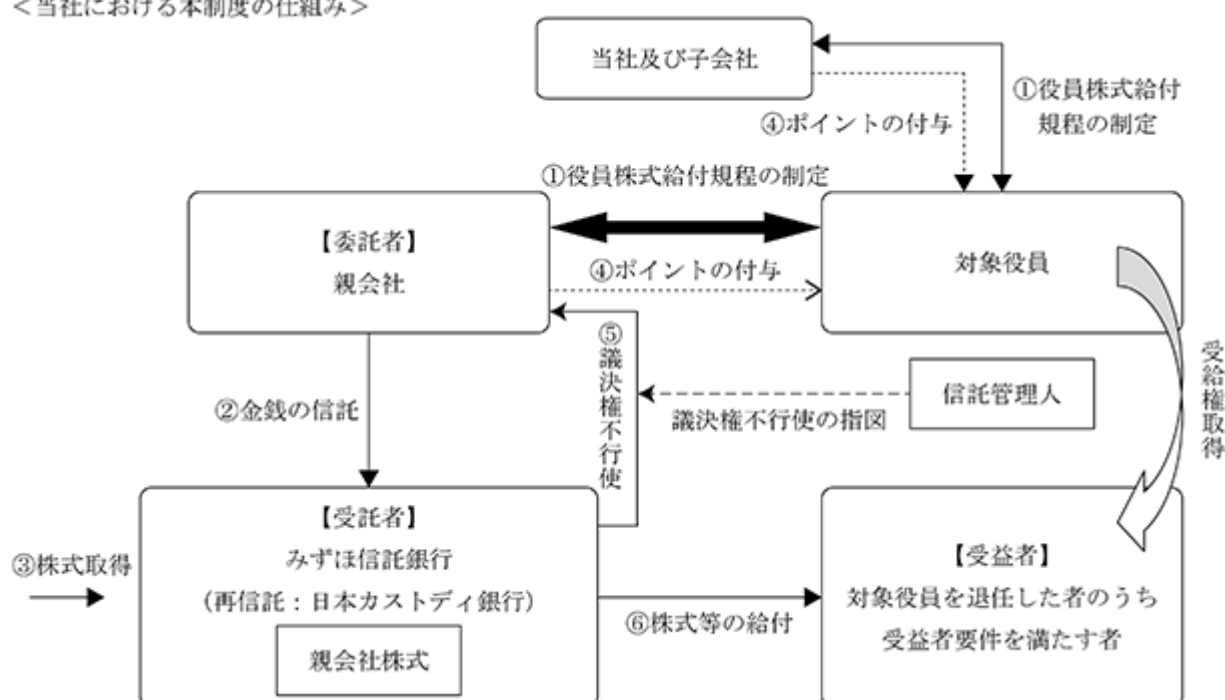 ＜当社における本制度の仕組み＞
当社及び子会社
①役員株式給付
規程の制定
④ポイントの付与
①役員株式給付規程の制定
【委託者】
親会社
④ポイントの付与
対象役員
②金銭の信託
⑤議決権不行使
議決権不行使の指図
信託管理人
受給権取得
③株式取得
【受託者】
みずほ信託銀行
（再信託：日本カストディ銀行）
親会社株式
⑥株式等の給付
【受益者】
対象役員を退任した者のうち
受益者要件を満たす者